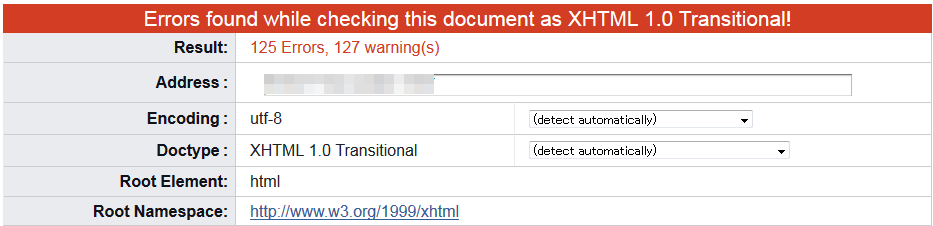 Errors found while checking this document as XHTML 1.0 Transitional!
Result: 125 Errors, 127 warning(s)
Address :
Encoding : utf-8 (detect automatically)
Doctype : XHTML 1.0 Transitional (detect automatically)
Root Element: html
Root Namespace: http://www.w3.org/1999/xhtml